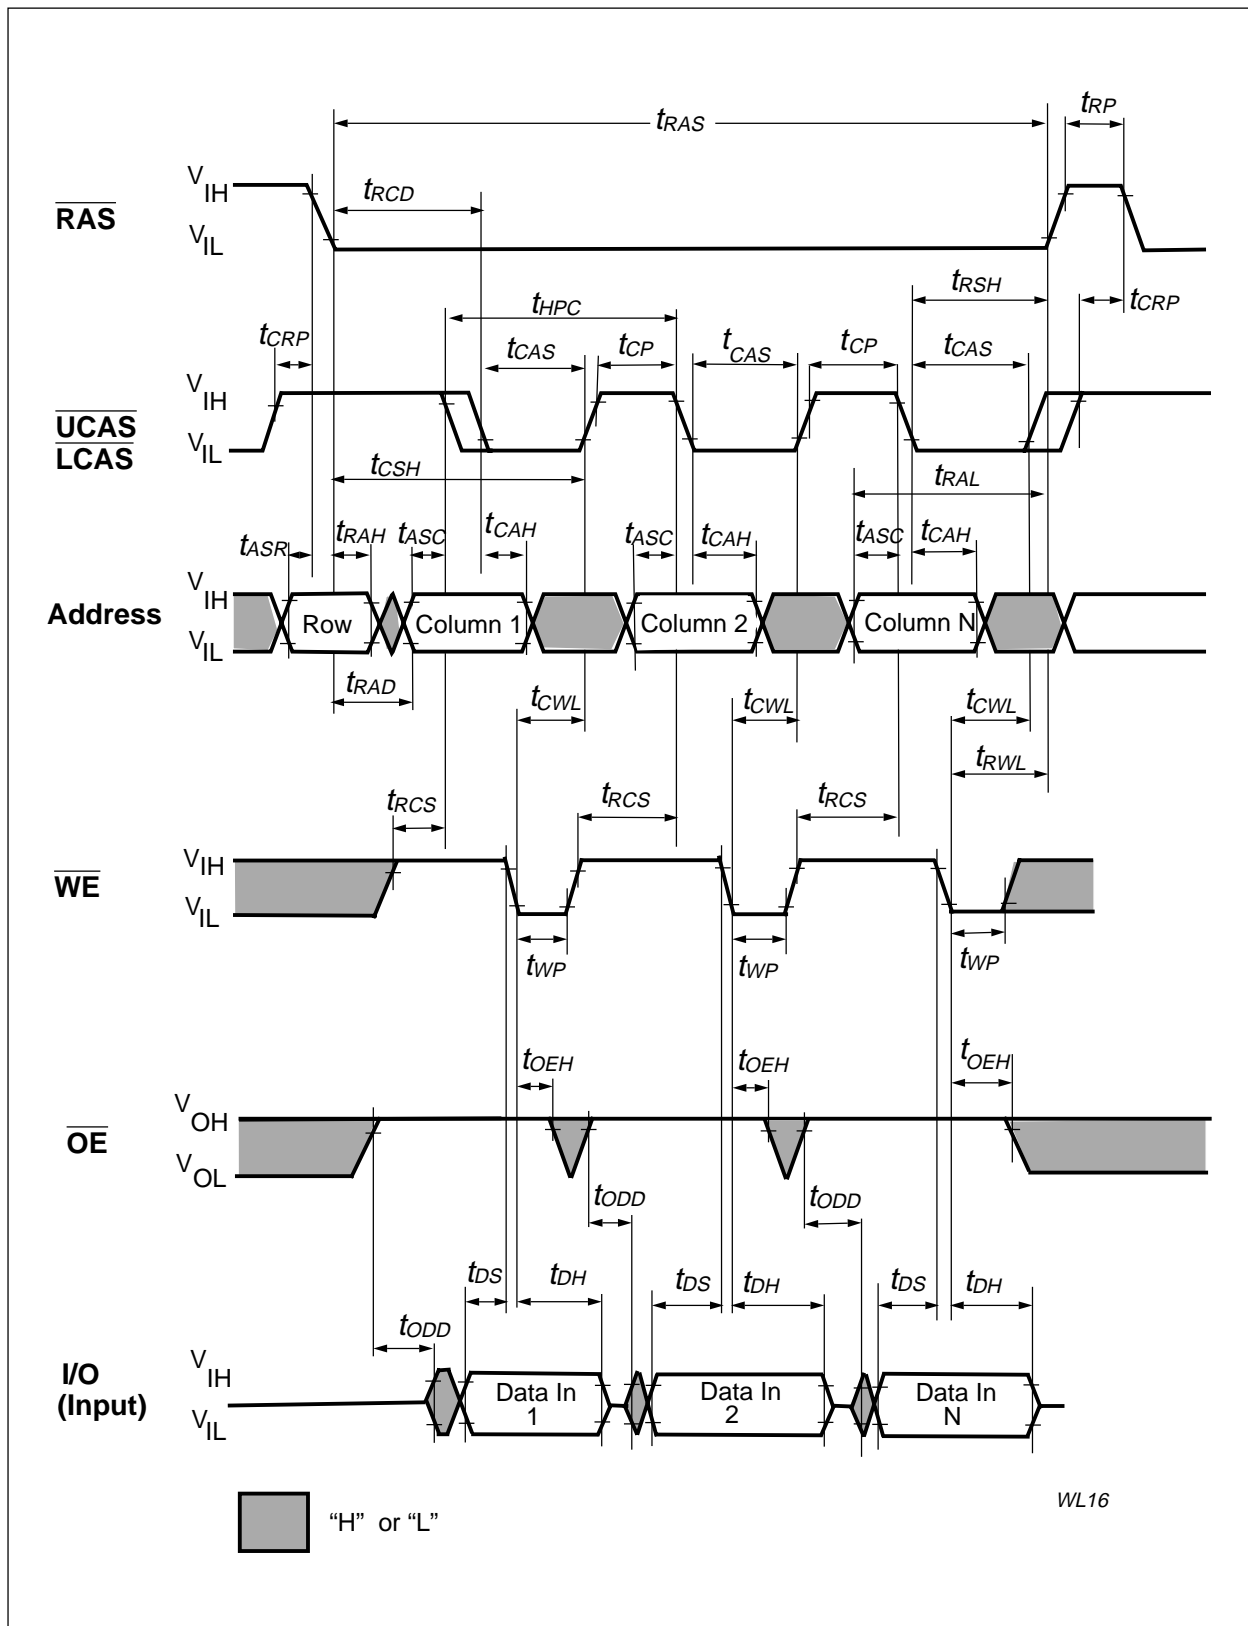 tRAS
tRP
VIH
RAS
VIL
tRCD
tHPC
tRSH
tCRP
tCRP
tCAS
tCP
tCAS
tCP
tCAS
VIH
UCAS
LCAS
VIL
tCSH
tRAL
tASR
tRAH
tASC
tCAH
tASC
tCAH
tASC
tCAH
VIH
Address
VIL
Row
Column 1
Column 2
Column N
tRAD
tCWL
tCWL
tCWL
tRWL
tRCS
tRCS
tRCS
VIH
WE
VIL
tWP
tWP
tWP
tOEH
tOEH
tOEH
VOH
OE
VOL
tODD
tODD
tDS
tDH
tDS
tDH
tDS
tDH
tODD
VIH
I/O
(Input)
VIL
Data In
1
Data In
2
Data In
N
"H" or "L"
WL16